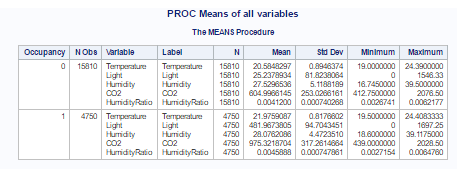 PROC Means of all variables
The MEANS Procedure
Occupancy N Obs Variable Label N Mean Std Dev Minimum Maximum
0 15810 Temperature Temperature 15810 20.5848297 0.8946374 19.0000000 24.3900000
Light Light 15810 25.2378934 81.8238064 0 1546.33
Humidity Humidity 15810 27.5296536 5.1188189 16.7450000 39.5000000
CO2 CO2 15810 604.9966145 253.0266161 412.7500000 2076.50
HumidityRatio HumidityRatio 15810 0.0041200 0.000740268 0.0026741 0.0062177
1 4750 Temperature Temperature 4750 21.9759087 0.8176602 19.5000000 24.4083333
Light Light 4750 481.9673805 94.7043451 0 1697.25
Humidity Humidity 4750 28.0762086 4.4723510 18.6000000 39.1175000
CO2 CO2 4750 975.3218704 317.2614664 439.0000000 2028.50
HumidityRatio HumidityRatio 4750 0.0045888 0.000747861 0.0027154 0.0064760